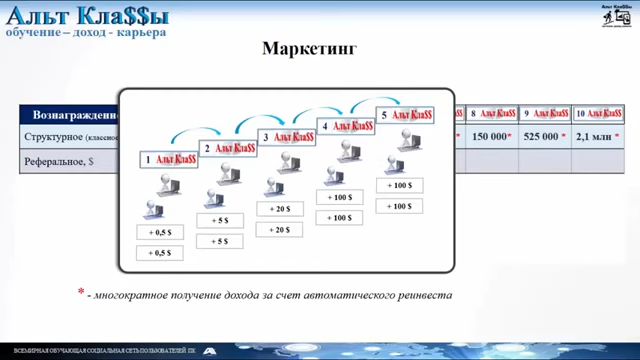 Альт Кла$$ы
обучение – доход - карьера
Альт Кла$$ы
Маркетинг
Вознаграждение
8 Альт Кла$$
9 Альт Кла$$
10 Альт Кла$$
Структурное (классное
*
150 000*
525 000 *
2,1 млн *
Реферальное, $
1 Альт Кла$$
2 Альт Кла$$
3 Альт Кла$$
4 Альт Кла$$
5 Альт Кла$$
+ 0,5 $
+ 0,5 $
+ 5 $
+ 5 $
+ 20 $
+ 20 $
+ 100 $
+ 100 $
+ 100 $
+ 100 $
* - многократное получение дохода за счет автоматического реинвеста
ВСЕМИРНАЯ ОБУЧАЮЩАЯ СОЦИАЛЬНАЯ СЕТЬ ПОЛЬЗОВАТЕЛЕЙ ПК